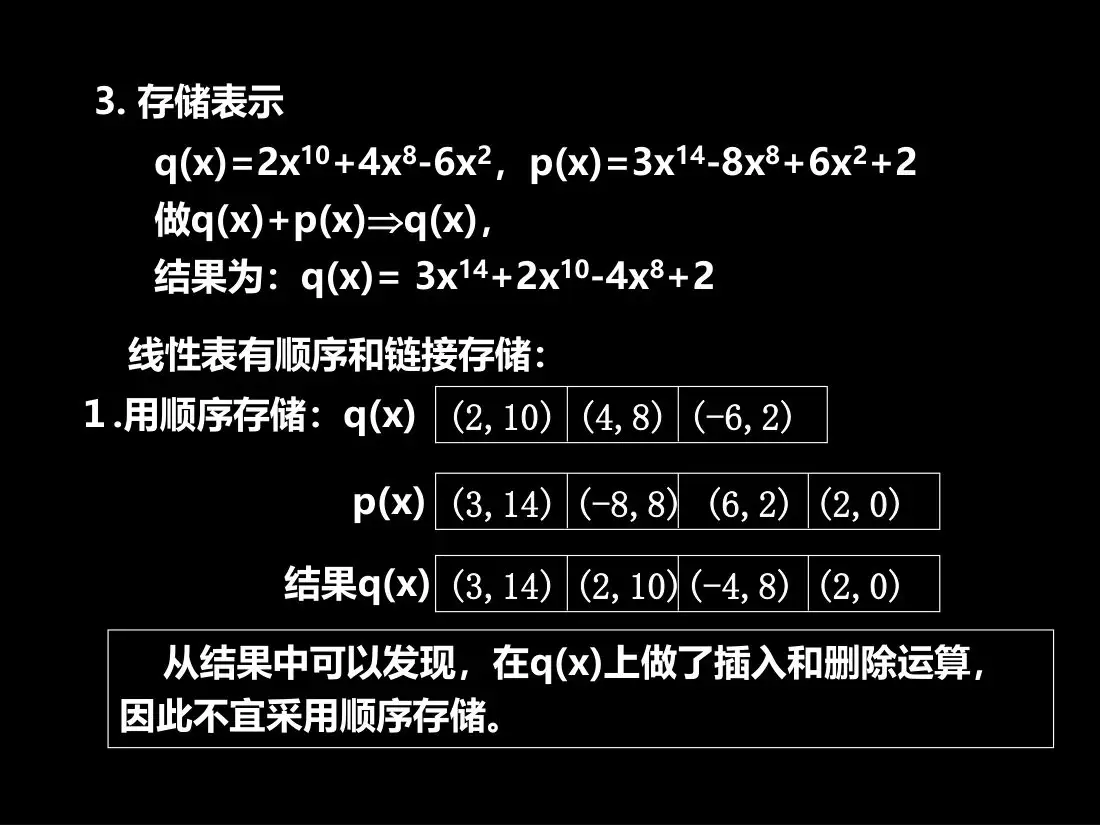 3. 存储表示
q(x)=2x¹⁰+4x⁸-6x²，p(x)=3x¹⁴-8x⁸+6x²+2
做q(x)+p(x)⇒q(x)，
结果为：q(x)= 3x¹⁴+2x¹⁰-4x⁸+2
线性表有顺序和链接存储：
１.用顺序存储：q(x) (2,10) (4,8) (-6,2)
p(x) (3,14) (-8,8) (6,2) (2,0)
结果q(x) (3,14) (2,10) (-4,8) (2,0)
从结果中可以发现，在q(x)上做了插入和删除运算，
因此不宜采用顺序存储。